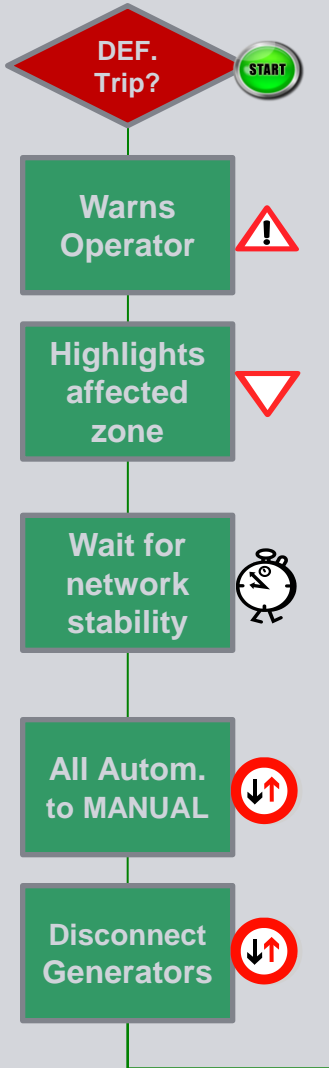 DEF.
Trip?
START
Warns
Operator
!
Highlights
affected
zone
Wait for
network
stability
All Autom.
to MANUAL
Disconnect
Generators